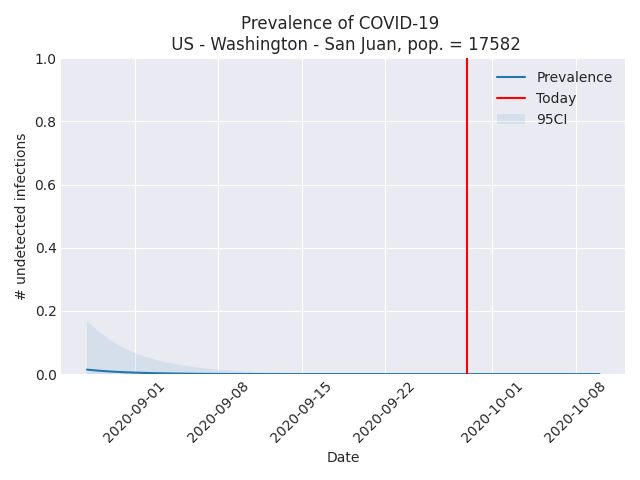 Prevalence of COVID-19
US - Washington - San Juan, pop. = 17582
1.0
0.8
0.6
0.4
0.2
0.0
# undetected infections
Prevalence
Today
95CI
2020-09-01
2020-09-08
2020-09-15
2020-09-22
2020-10-01
2020-10-08
Date